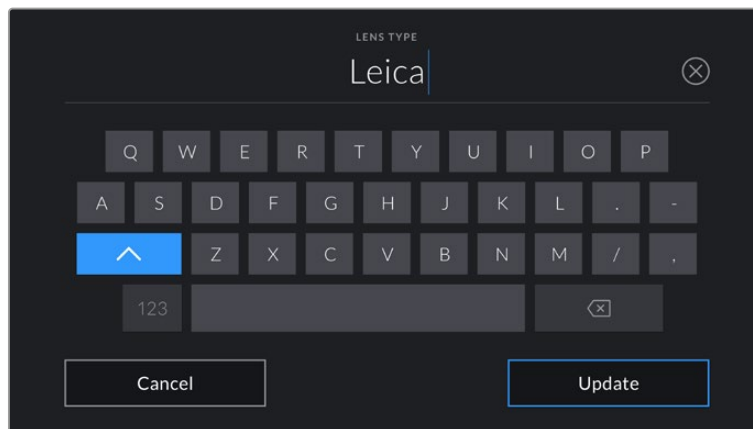 LENS TYPE
Leica
Q W E R T Y U I O P
A S D F G H J K L . -
Z X C V B N M / ,
123
Cancel Update